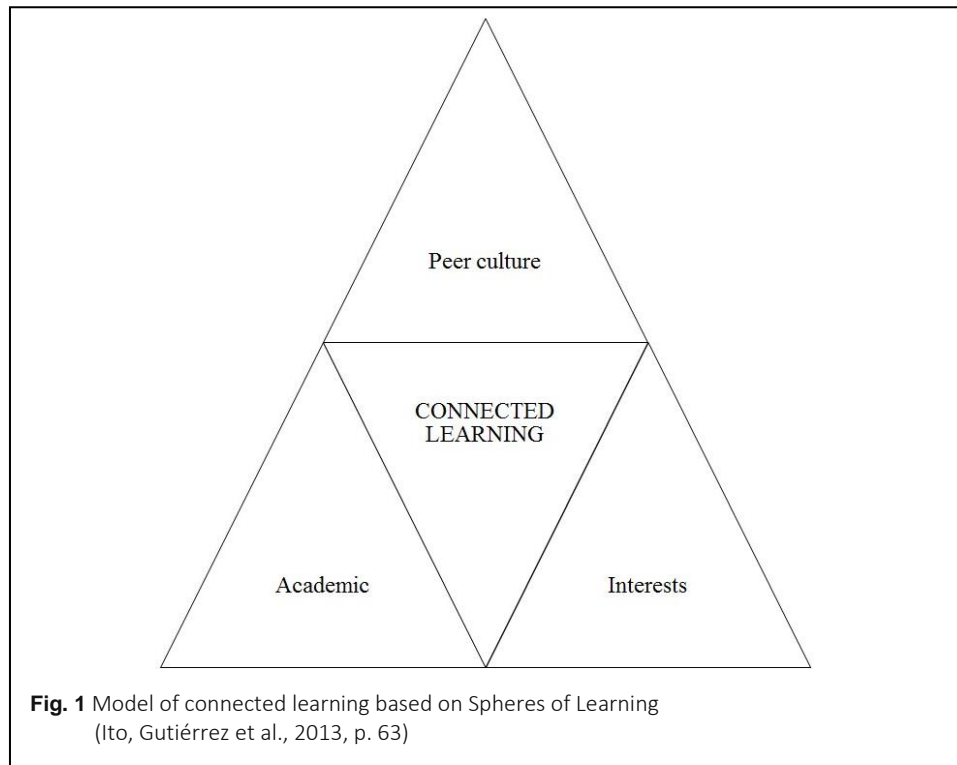 Peer culture
CONNECTED
LEARNING
Academic
Interests
Fig. 1 Model of connected learning based on Spheres of Learning
(Ito, Gutiérrez et al., 2013, p. 63)